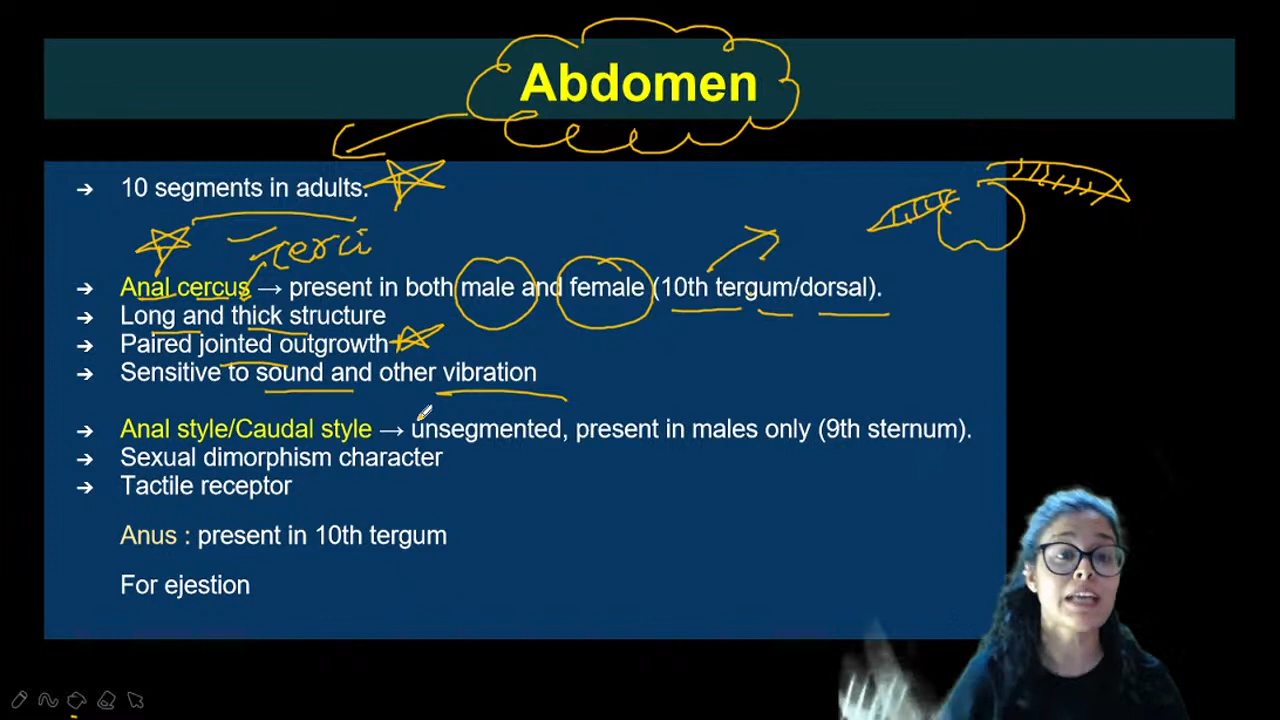 Abdomen
➔ 10 segments in adults.
cerci
➔ Anal cercus → present in both male and female (10th tergum/dorsal).
➔ Long and thick structure
➔ Paired jointed outgrowth
➔ Sensitive to sound and other vibration
➔ Anal style/Caudal style → unsegmented, present in males only (9th sternum).
➔ Sexual dimorphism character
➔ Tactile receptor
Anus : present in 10th tergum
For ejestion